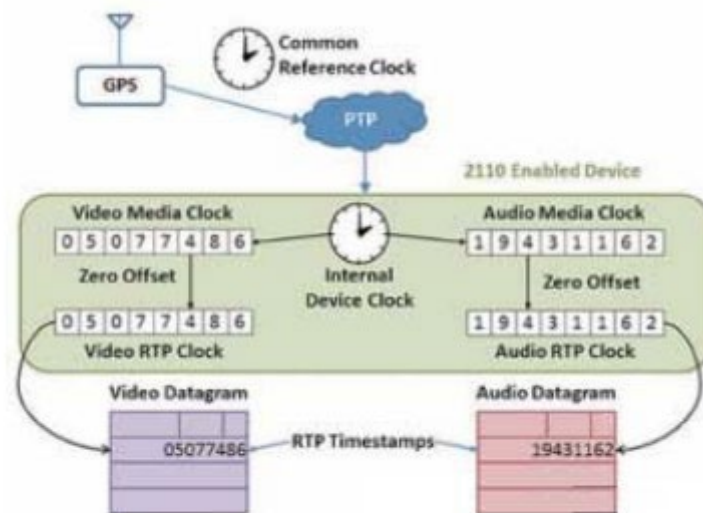 Common
Reference Clock
GPS
PTP
2110 Enabled Device
Video Media Clock
0 5 0 7 7 4 8 6
Zero Offset
0 5 0 7 7 4 8 6
Video RTP Clock
Internal
Device Clock
Audio Media Clock
1 9 4 3 1 1 6 2
Zero Offset
1 9 4 3 1 1 6 2
Audio RTP Clock
Video Datagram
05077486
RTP Timestamps
Audio Datagram
19431162